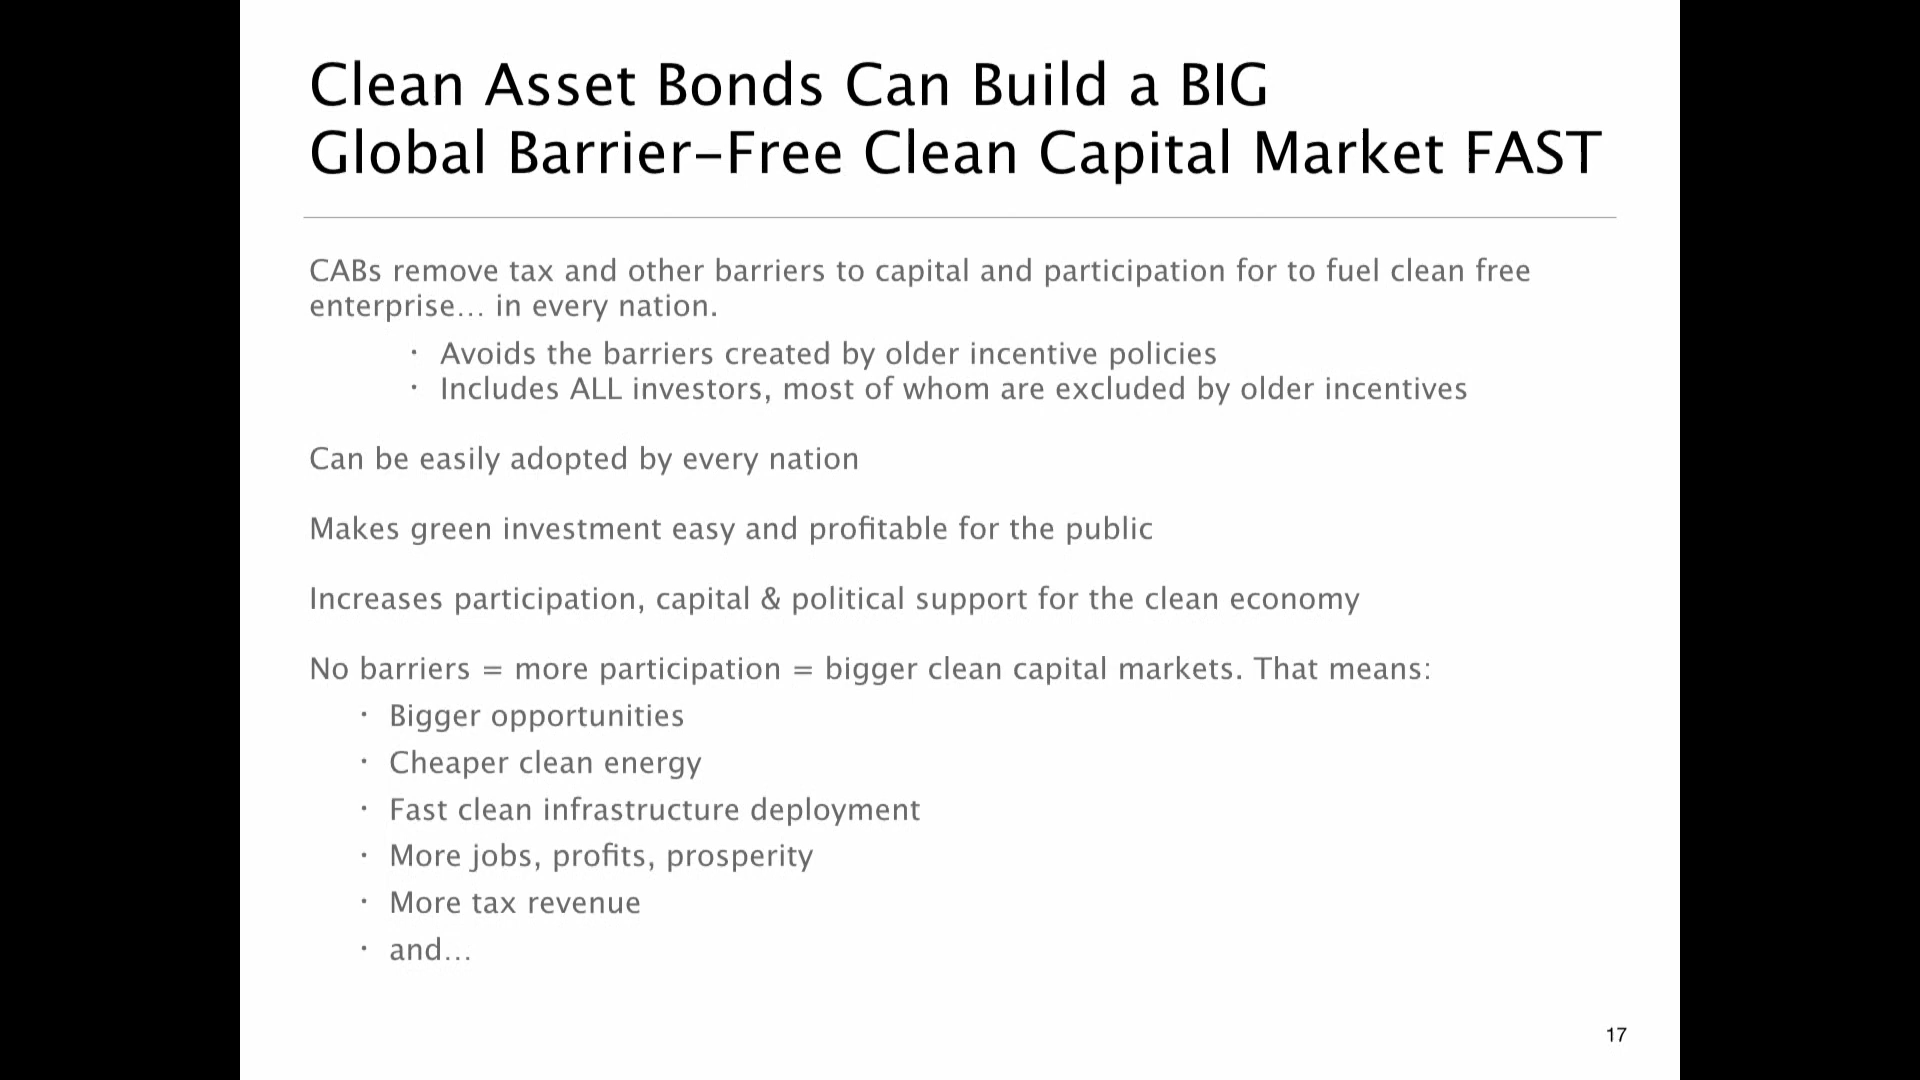 Clean Asset Bonds Can Build a BIG
Global Barrier-Free Clean Capital Market FAST
CABs remove tax and other barriers to capital and participation for to fuel clean free
enterprise... in every nation.
· Avoids the barriers created by older incentive policies
· Includes ALL investors, most of whom are excluded by older incentives
Can be easily adopted by every nation
Makes green investment easy and profitable for the public
Increases participation, capital & political support for the clean economy
No barriers = more participation = bigger clean capital markets. That means:
· Bigger opportunities
· Cheaper clean energy
· Fast clean infrastructure deployment
· More jobs, profits, prosperity
· More tax revenue
· and...
17